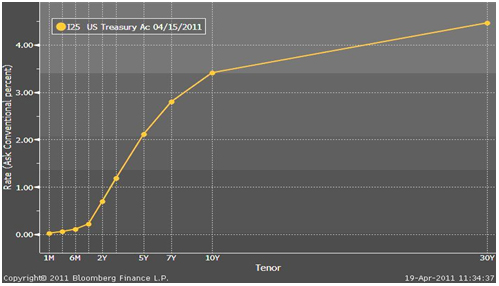 I25 US Treasury Ac 04/15/2011
Rate (Ask Conventional percent)
4.00
3.00
2.00
1.00
0.00
1M 6M 2Y 5Y 7Y 10Y 30Y
Tenor
Copyright© 2011 Bloomberg Finance L.P. 19-Apr-2011 11:34:37